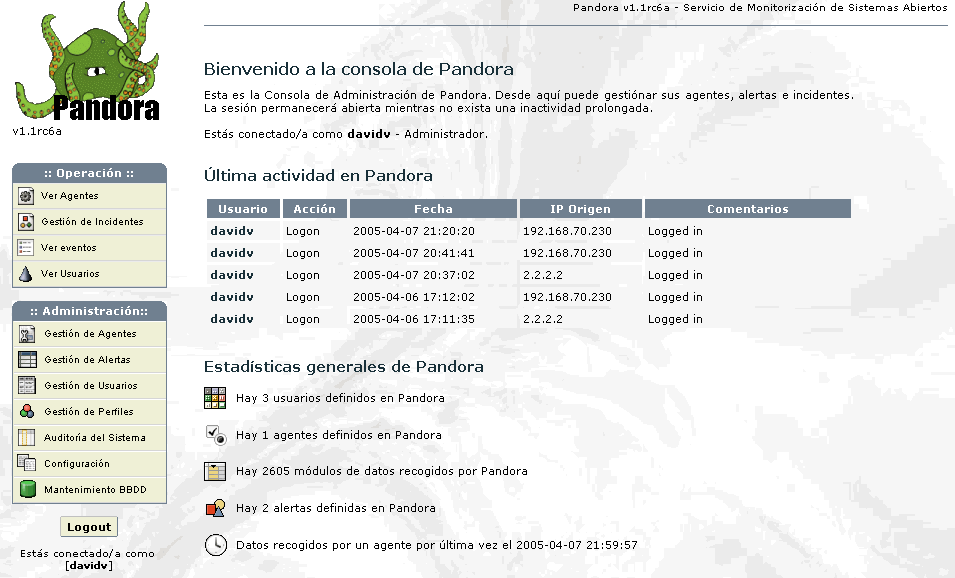 Pandora v1.1rc6a - Servicio de Monitorización de Sistemas Abiertos
Pandora
v1.1rc6a
:: Operación ::
Ver Agentes
Gestión de Incidentes
Ver eventos
Ver Usuarios
:: Administración::
Gestión de Agentes
Gestión de Alertas
Gestión de Usuarios
Gestión de Perfiles
Auditoría del Sistema
Configuración
Mantenimiento BBDD
Logout
Estás conectado/a como
[davidv]
Bienvenido a la consola de Pandora
Esta es la Consola de Administración de Pandora. Desde aquí puede gestiónar sus agentes, alertas e incidentes.
La sesión permanecerá abierta mientras no exista una inactividad prolongada.
Estás conectado/a como davidv - Administrador.
Última actividad en Pandora
Usuario Acción Fecha IP Origen Comentarios
davidv Logon 2005-04-07 21:20:20 192.168.70.230 Logged in
davidv Logon 2005-04-07 20:41:41 192.168.70.230 Logged in
davidv Logon 2005-04-07 20:37:02 2.2.2.2 Logged in
davidv Logon 2005-04-06 17:12:02 192.168.70.230 Logged in
davidv Logon 2005-04-06 17:11:35 2.2.2.2 Logged in
Estadísticas generales de Pandora
Hay 3 usuarios definidos en Pandora
Hay 1 agentes definidos en Pandora
Hay 2605 módulos de datos recogidos por Pandora
Hay 2 alertas definidas en Pandora
Datos recogidos por un agente por última vez el 2005-04-07 21:59:57